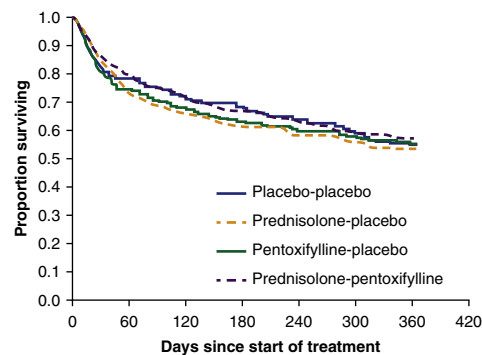 Proportion surviving
1.0
0.9
0.8
0.7
0.6
0.5
0.4
0.3
0.2
0.1
0.0
Placebo-placebo
Prednisolone-placebo
Pentoxifylline-placebo
Prednisolone-pentoxifylline
0 60 120 180 240 300 360 420
Days since start of treatment